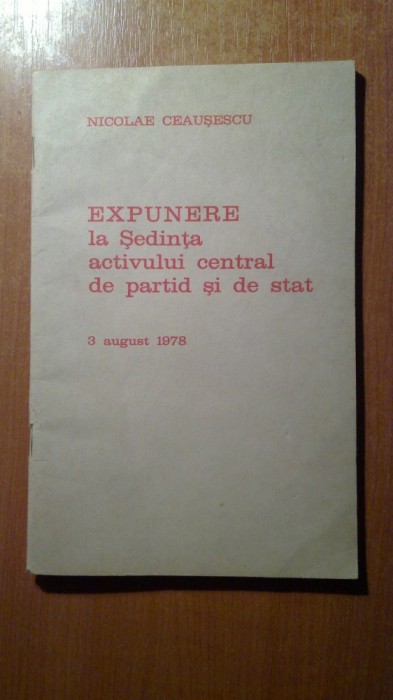 NICOLAE CEAUŞESCU
EXPUNERE
la Şedinţa
activului central
de partid şi de stat
3 august 1978